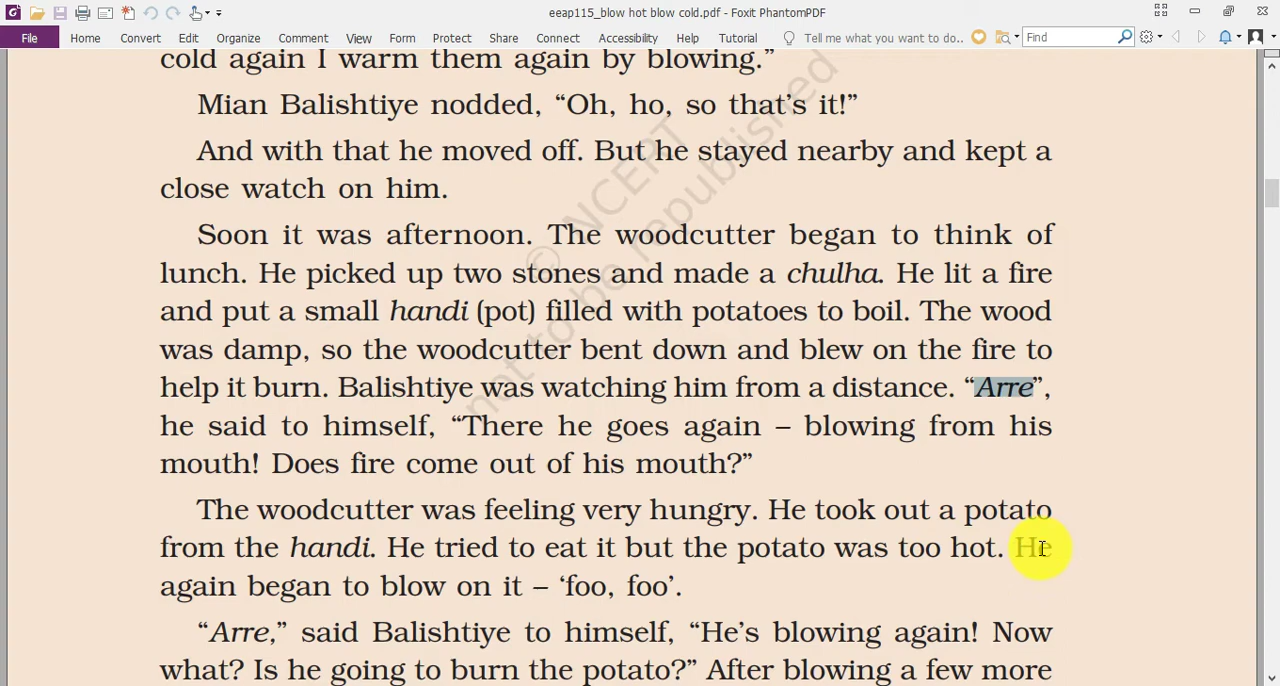 eeap115_blow hot blow cold.pdf - Foxit PhantomPDF
File Home Convert Edit Organize Comment View Form Protect Share Connect Accessibility Help Tutorial Tell me what you want to do.. Find
cold again I warm them again by blowing.”
Mian Balishtiye nodded, “Oh, ho, so that’s it!”
And with that he moved off. But he stayed nearby and kept a
close watch on him.
Soon it was afternoon. The woodcutter began to think of
lunch. He picked up two stones and made a chulha. He lit a fire
and put a small handi (pot) filled with potatoes to boil. The wood
was damp, so the woodcutter bent down and blew on the fire to
help it burn. Balishtiye was watching him from a distance. “Arre”,
he said to himself, “There he goes again – blowing from his
mouth! Does fire come out of his mouth?”
The woodcutter was feeling very hungry. He took out a potato
from the handi. He tried to eat it but the potato was too hot. He
again began to blow on it – ‘foo, foo’.
“Arre,” said Balishtiye to himself, “He’s blowing again! Now
what? Is he going to burn the potato?” After blowing a few more
© NCERT
not to be republished